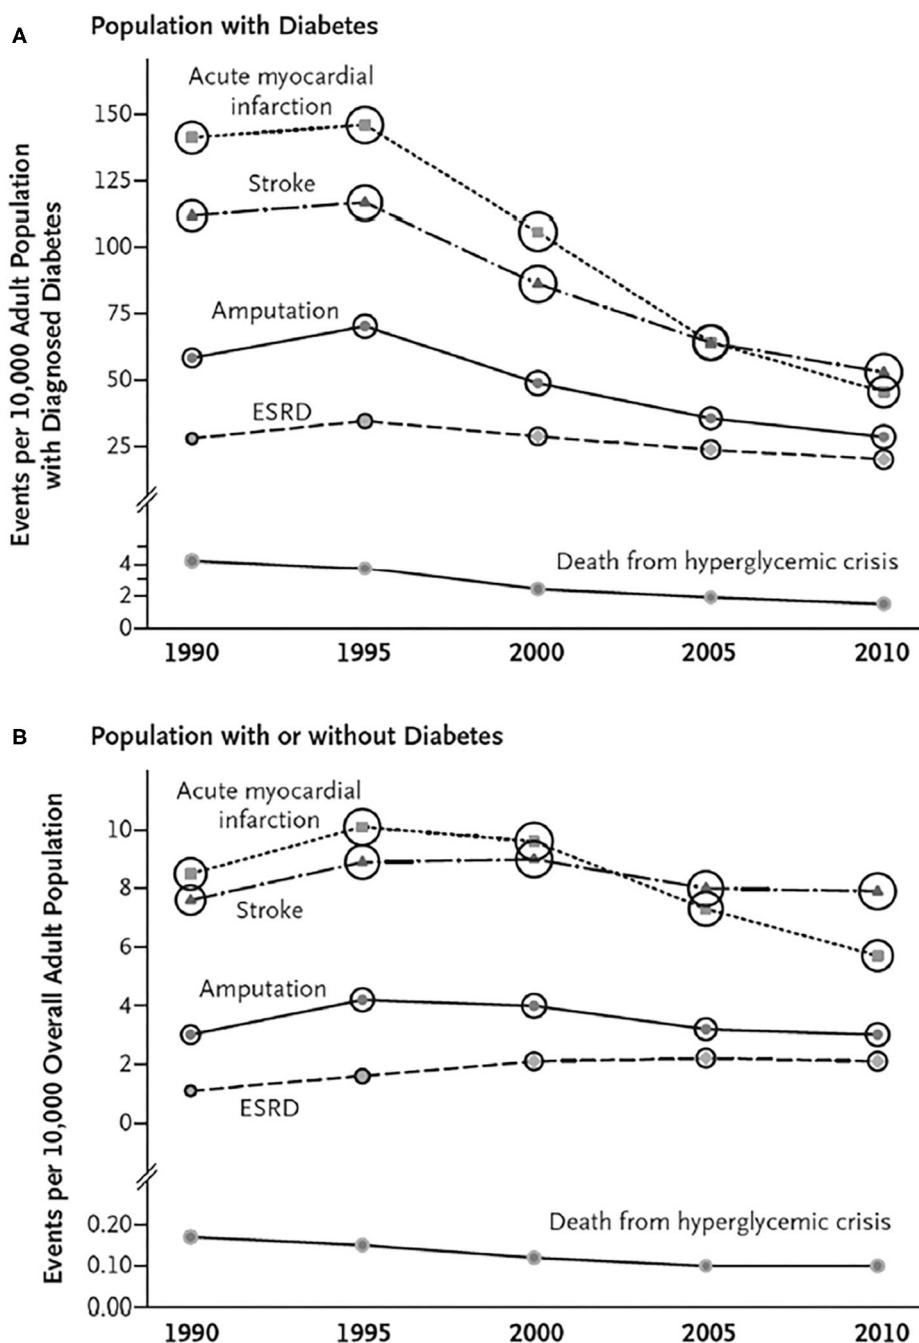 A
Population with Diabetes
Events per 10,000 Adult Population
with Diagnosed Diabetes
Acute myocardial
infarction
150
125
Stroke
100
Amputation
75
50
ESRD
25
Death from hyperglycemic crisis
4
2
0
1990 1995 2000 2005 2010
B
Population with or without Diabetes
Events per 10,000 Overall Adult Population
Acute myocardial
infarction
10
8
Stroke
6
Amputation
4
2
ESRD
0
0.20
Death from hyperglycemic crisis
0.10
0.00
1990 1995 2000 2005 2010